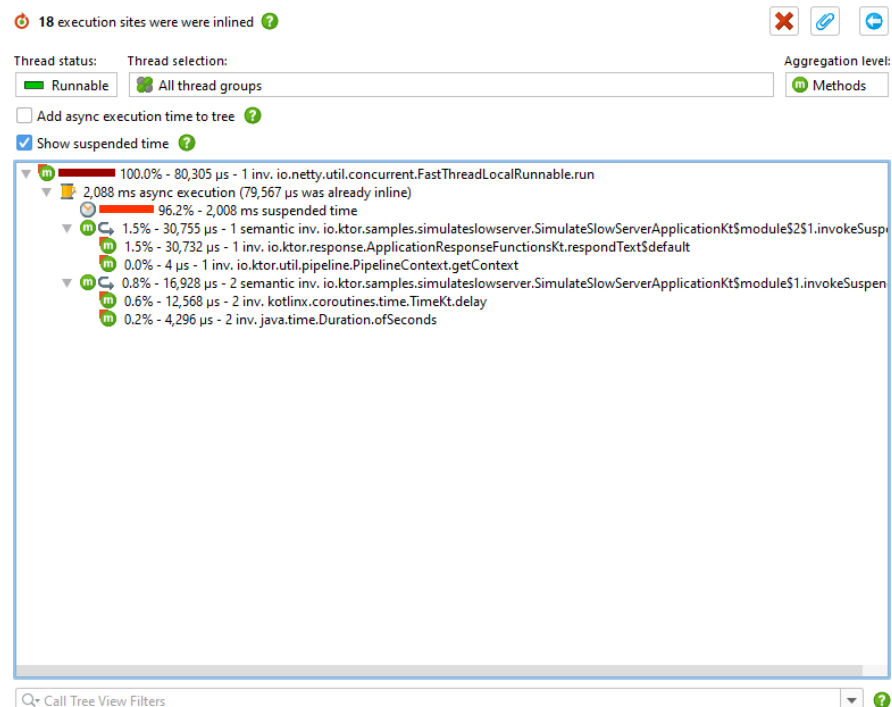 18 execution sites were were inlined
Thread status: Thread selection: Aggregation level:
Runnable All thread groups Methods
Add async execution time to tree
Show suspended time
100.0% - 80,305 µs - 1 inv. io.netty.util.concurrent.FastThreadLocalRunnable.run
2,088 ms async execution (79,567 µs was already inline)
96.2% - 2,008 ms suspended time
1.5% - 30,755 µs - 1 semantic inv. io.ktor.samples.simulateslowserver.SimulateSlowServerApplicationKt$module$2$1.invokeSusp
1.5% - 30,732 µs - 1 inv. io.ktor.response.ApplicationResponseFunctionsKt.respondText$default
0.0% - 4 µs - 1 inv. io.ktor.util.pipeline.PipelineContext.getContext
0.8% - 16,928 µs - 2 semantic inv. io.ktor.samples.simulateslowserver.SimulateSlowServerApplicationKt$module$1.invokeSuspen
0.6% - 12,568 µs - 2 inv. kotlinx.coroutines.time.TimeKt.delay
0.2% - 4,296 µs - 2 inv. java.time.Duration.ofSeconds
Call Tree View Filters